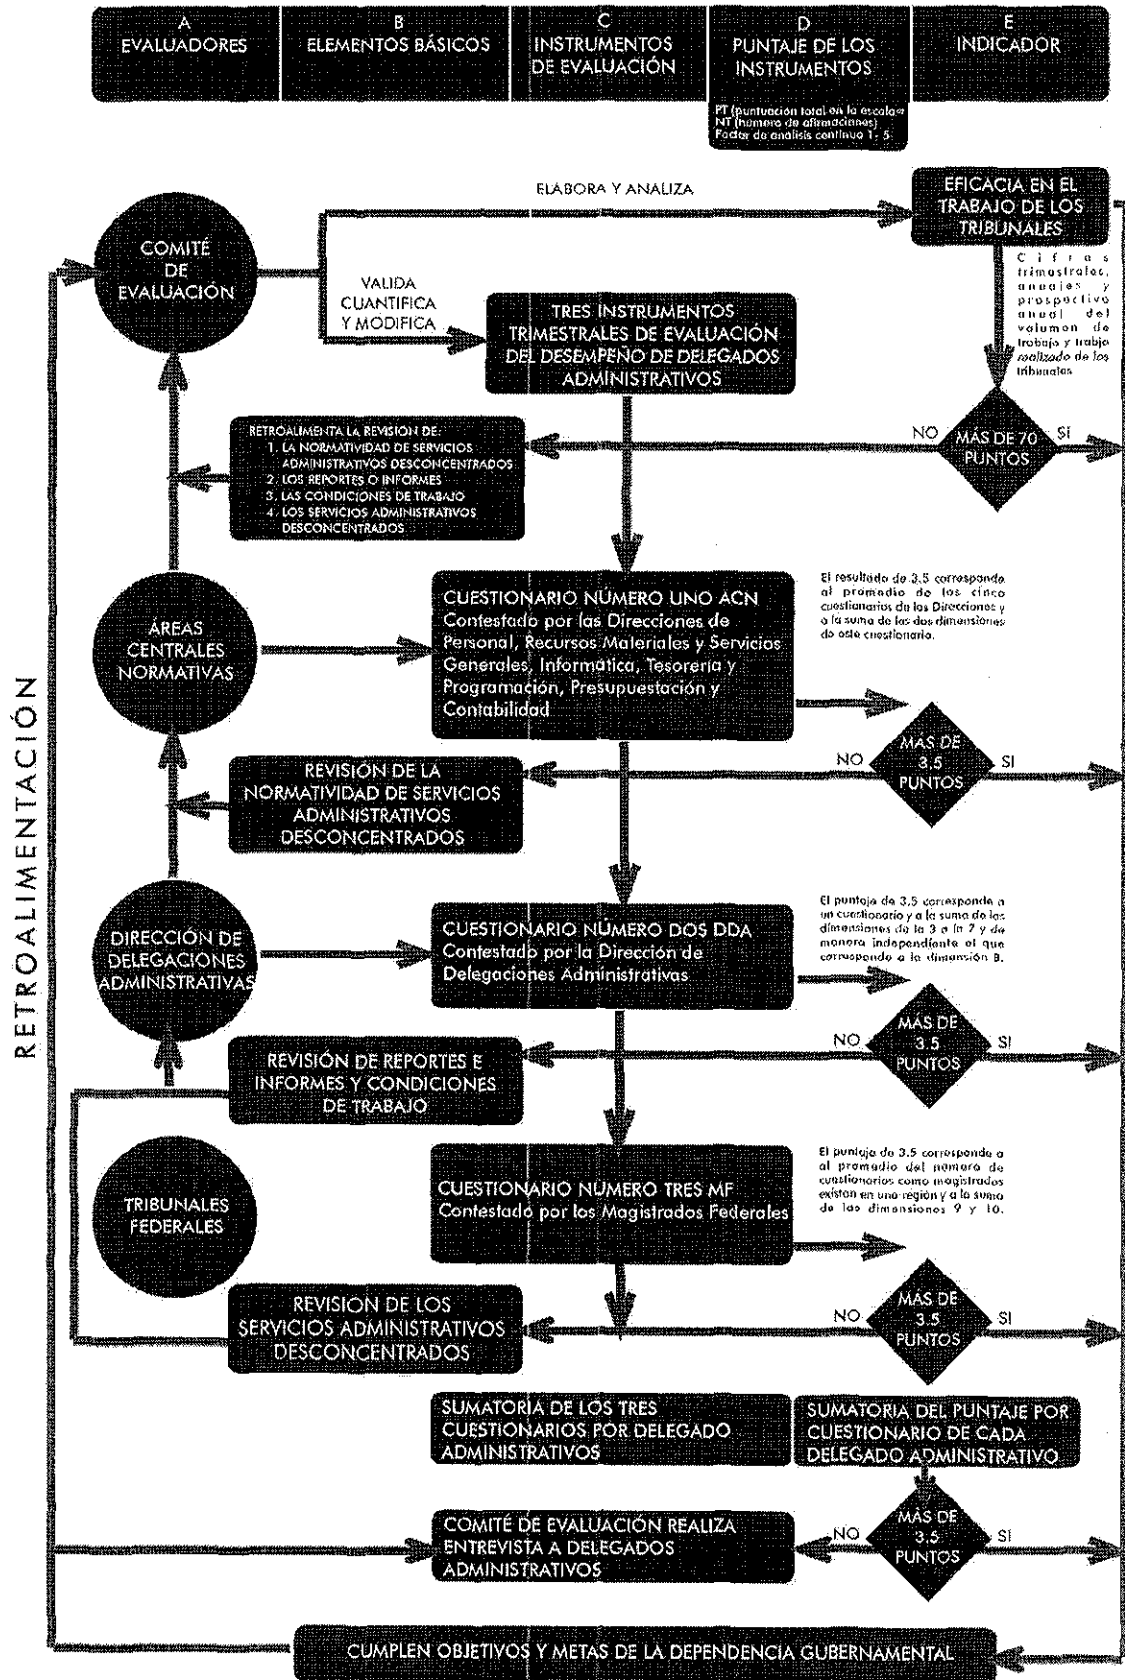 A
EVALUADORES
B
ELEMENTOS BÁSICOS
C
INSTRUMENTOS
DE EVALUACIÓN
D
PUNTAJE DE LOS
INSTRUMENTOS
E
INDICADOR
PT (puntuación total en la escala)
NT (número de afirmaciones)
Factor de analisis continuo 1. 5
ELABORA Y ANALIZA
EFICACIA EN EL
TRABAJO DE LOS
TRIBUNALES
COMITÉ
DE
EVALUACIÓN
VALIDA
CUANTIFICA
Y MODIFICA
TRES INSTRUMENTOS
TRIMESTRALES DE EVALUACIÓN
DEL DESEMPEÑO DE DELEGADOS
ADMINISTRATIVOS
Cifras
trimestrales,
anuales y
prospectivo
anual del
volumen de
trabajo y trabajo
realizado de los
tribunales
RETROALIMENTA LA REVISIÓN DE:
1. LA NORMATIVIDAD DE SERVICIOS
ADMINISTRATIVOS DESCONCENTRADOS
2. LOS REPORTES O INFORMES
3. LAS CONDICIONES DE TRABAJO
4. LOS SERVICIOS ADMINISTRATIVOS
DESCONCENTRADOS
NO
MÁS DE 70
PUNTOS
SI
ÁREAS
CENTRALES
NORMATIVAS
CUESTIONARIO NÚMERO UNO ACN
Contestado por las Direcciones de
Personal, Recursos Materiales y Servicios
Generales, Informática, Tesorería y
Programación, Presupuestación y
Contabilidad
El resultado de 3.5 corresponde
al promedio de los cinco
cuestionarios de las Direcciones y
a la suma de las dos dimensiones
de este cuestionario.
REVISIÓN DE LA
NORMATIVIDAD DE SERVICIOS
ADMINISTRATIVOS
DESCONCENTRADOS
NO
MÁS DE
3.5
PUNTOS
SI
RETROALIMENTACIÓN
DIRECCIÓN DE
DELEGACIONES
ADMINISTRATIVAS
CUESTIONARIO NÚMERO DOS DDA
Contestado por la Dirección de
Delegaciones Administrativas
El puntaje de 3.5 corresponde a
un cuestionario y a la suma de las
dimensiones de la 3 a la 7 y de
manera independiente al que
corresponde a la dimensión 8.
REVISIÓN DE REPORTES E
INFORMES Y CONDICIONES
DE TRABAJO
NO
MÁS DE
3.5
PUNTOS
SI
TRIBUNALES
FEDERALES
CUESTIONARIO NÚMERO TRES MF
Contestado por los Magistrados Federales
El puntaje de 3.5 corresponde a
al promedio del número de
cuestionarios como magistrados
existan en una región y a la suma
de las dimensiones 9 y 10.
REVISIÓN DE LOS
SERVICIOS ADMINISTRATIVOS
DESCONCENTRADOS
NO
MÁS DE
3.5
PUNTOS
SI
SUMATORIA DE LOS TRES
CUESTIONARIOS POR DELEGADO
ADMINISTRATIVOS
SUMATORIA DEL PUNTAJE POR
CUESTIONARIO DE CADA
DELEGADO ADMINISTRATIVO
COMITÉ DE EVALUACIÓN REALIZA
ENTREVISTA A DELEGADOS
ADMINISTRATIVOS
NO
MÁS DE
3.5
PUNTOS
SI
CUMPLEN OBJETIVOS Y METAS DE LA DEPENDENCIA GUBERNAMENTAL